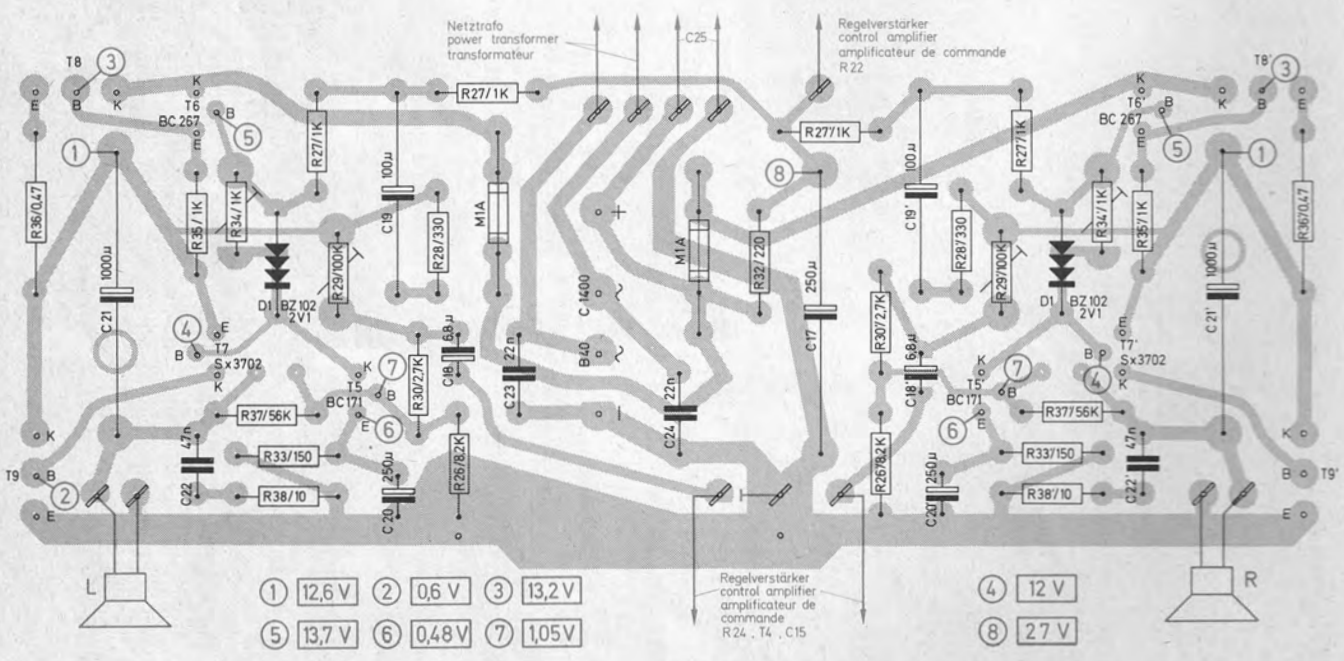 Netztrafo
power transformer
transformateur
C25
Regelverstärker
control amplifier
amplificateur de commande
R22
T8
3
E
B
K
K
T6
BC 267
E
B
5
R27/1K
R27/1K
R27/1K
R27/1K
K
T6'
BC 267
E
B
5
K
B
T8'
E
3
1
R36/0,47
R35/1K
R34/1K
100µ
C19
M1A
8
100µ
C19'
R34'/1K
R35'/1K
1
R36'/0,47
1000µ
C21
R29/100K
R28/330
+
M1A
R32/220
250µ
C17
R28'/330
R29'/100K
1000µ
C21'
D1
BZ102
2V1
C1400
~
R30'/2,7K
D1
BZ102
2V1
4
E
B
T7
Sx3702
K
R30/2,7K
6,8µ
C18
22n
C23
B40
~
6,8µ
C18'
E
T7'
Sx3702
K
B
4
K
T5
BC171
B
7
E
6
22n
C24
–
K
T5'
BC171
B
7
E
6
R37/56K
R37'/56K
K
T9
B
E
2
47n
C22
R33/150
R38/10
250µ
C20
R26/8,2K
R26'/8,2K
250µ
C20'
R33'/150
R38'/10
47n
C22'
K
B
T9'
E
L
R
Regelverstärker
control amplifier
amplificateur de
commande
R24 . T4 . C15
1 12,6 V 2 0,6 V 3 13,2 V
4 12 V
5 13,7 V 6 0,48 V 7 1,05 V
8 27 V